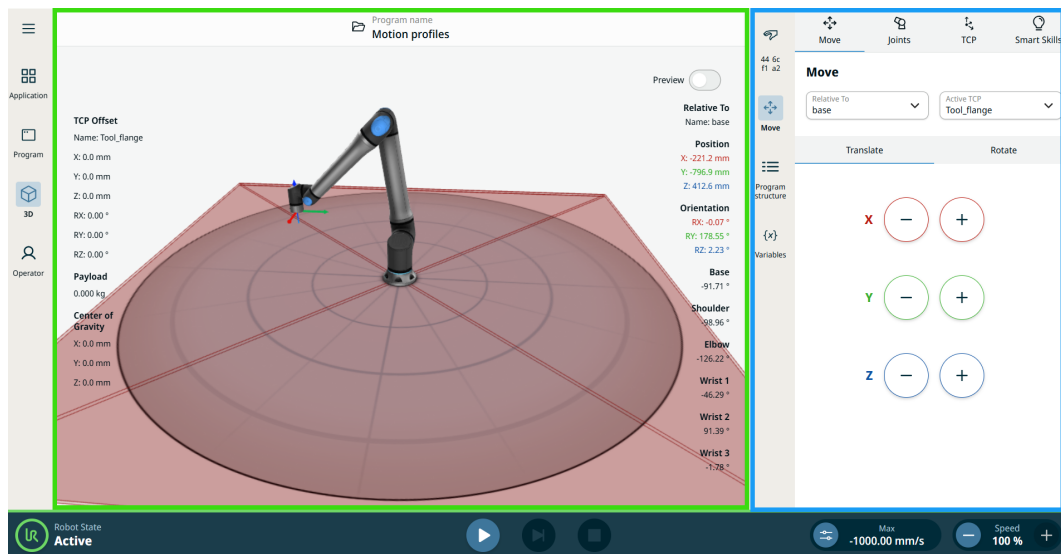 Application
Program
3D
Operator
Program name
Motion profiles
Preview
TCP Offset
Name: Tool_flange
X: 0.0 mm
Y: 0.0 mm
Z: 0.0 mm
RX: 0.00 °
RY: 0.00 °
RZ: 0.00 °
Payload
0.000 kg
Center of
Gravity
X: 0.0 mm
Y: 0.0 mm
Z: 0.0 mm
Relative To
Name: base
Position
X: -221.2 mm
Y: -796.9 mm
Z: 412.6 mm
Orientation
RX: -0.07 °
RY: 178.55 °
RZ: 2.23 °
Base
-91.71 °
Shoulder
-98.96 °
Elbow
-126.22 °
Wrist 1
-46.29 °
Wrist 2
91.39 °
Wrist 3
-1.78 °
44 6c
f1 a2
Move
Program
structure
{x}
Variables
Move
Joints
TCP
Smart Skills
Move
Relative To
base
Active TCP
Tool_flange
Translate
Rotate
X − +
Y − +
Z − +
UR
Robot State
Active
Max
-1000.00 mm/s
Speed
− 100 % +